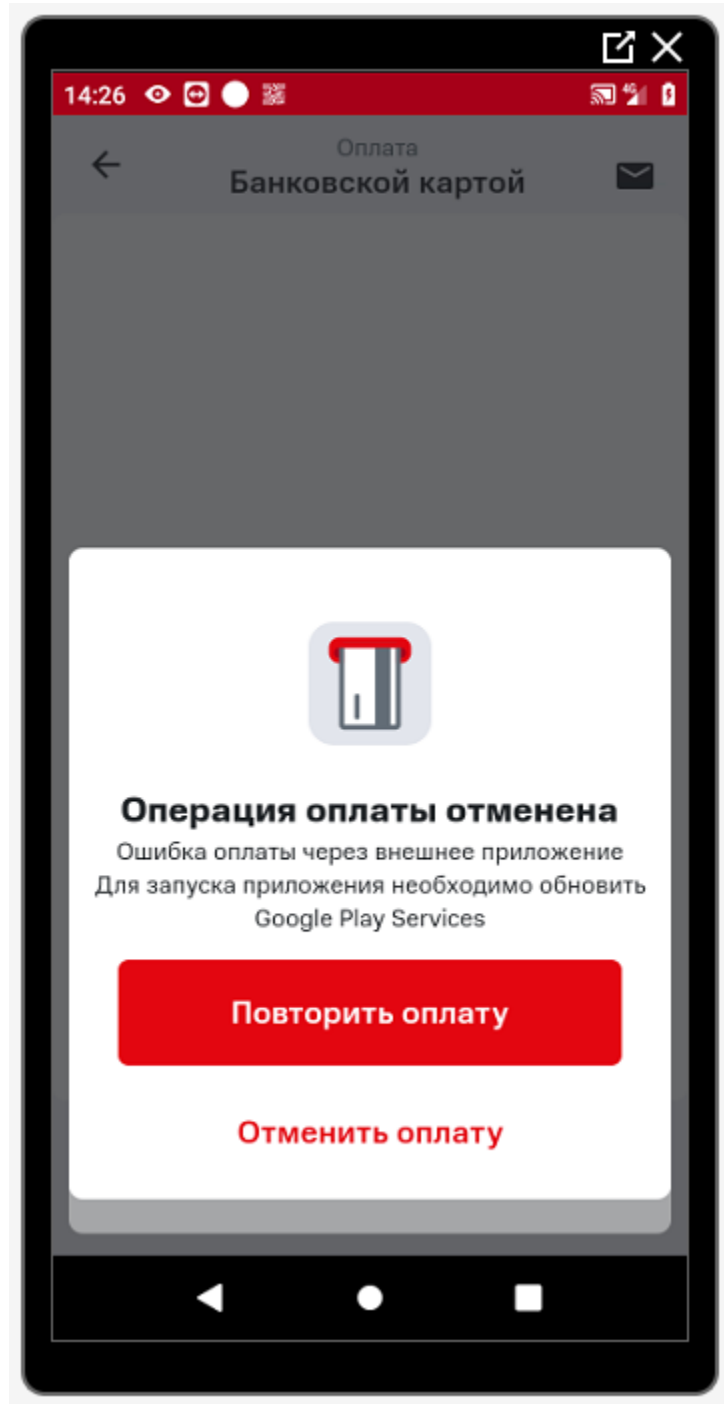 14:26
4G
Оплата
Банковской картой
Операция оплаты отменена
Ошибка оплаты через внешнее приложение
Для запуска приложения необходимо обновить
Google Play Services
Повторить оплату
Отменить оплату